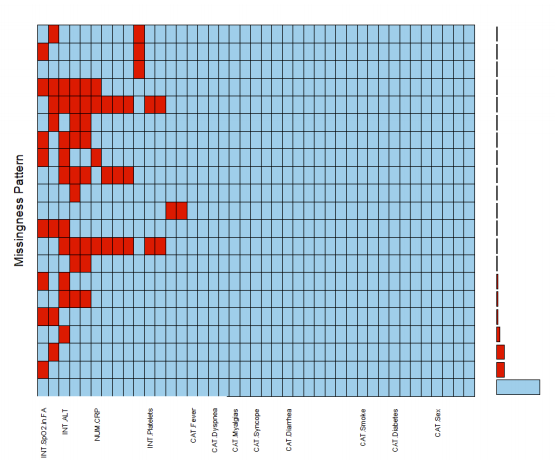 Missingness Pattern
INT.SpO2.in.FA
INT.ALT
NUM.CRP
INT.Platelets
CAT.Fever
CAT.Dyspnea
CAT.Myalgias
CAT.Syncope
CAT.Diarrhea
CAT.Smoke
CAT.Diabetes
CAT.Sex